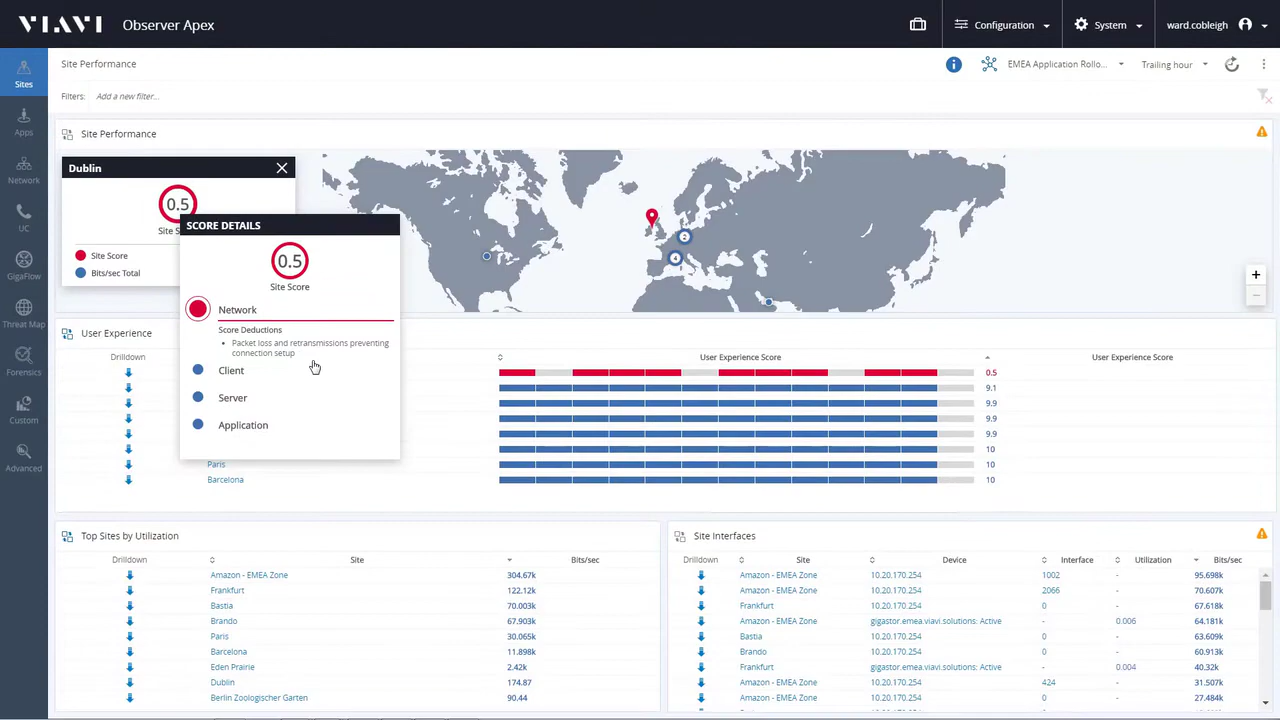 VIAVI Observer Apex Configuration System ward.cobleigh
Sites
Apps
Network
UC
GigaFlow
Threat Map
Forensics
Custom
Advanced
Site Performance EMEA Application Rollo... Trailing hour
Filters: Add a new filter...
Site Performance
Dublin
0.5
Site S
Site Score
Bits/sec Total
SCORE DETAILS
0.5
Site Score
Network
Score Deductions
• Packet loss and retransmissions preventing
connection setup
Client
Server
Application
2
4
+
−
User Experience
Drilldown User Experience Score User Experience Score
0.5
9.1
9.9
9.9
9.9
10
Paris 10
Barcelona 10
Top Sites by Utilization
Drilldown Site Bits/sec
Amazon - EMEA Zone 304.67k
Frankfurt 122.12k
Bastia 70.003k
Brando 67.903k
Paris 30.065k
Barcelona 11.898k
Eden Prairie 2.42k
Dublin 174.87
Berlin Zoologischer Garten 90.44
Site Interfaces
Drilldown Site Device Interface Utilization Bits/sec
Amazon - EMEA Zone 10.20.170.254 1002 - 95.698k
Amazon - EMEA Zone 10.20.170.254 2066 - 70.607k
Frankfurt 10.20.170.254 0 - 67.618k
Amazon - EMEA Zone gigastor.emea.viavi.solutions: Active - 0.006 64.181k
Bastia 10.20.170.254 0 - 63.609k
Brando 10.20.170.254 0 - 60.913k
Frankfurt gigastor.emea.viavi.solutions: Active - 0.004 40.32k
Amazon - EMEA Zone 10.20.170.254 424 - 31.507k
Amazon - EMEA Zone 10.20.170.254 0 - 27.484k